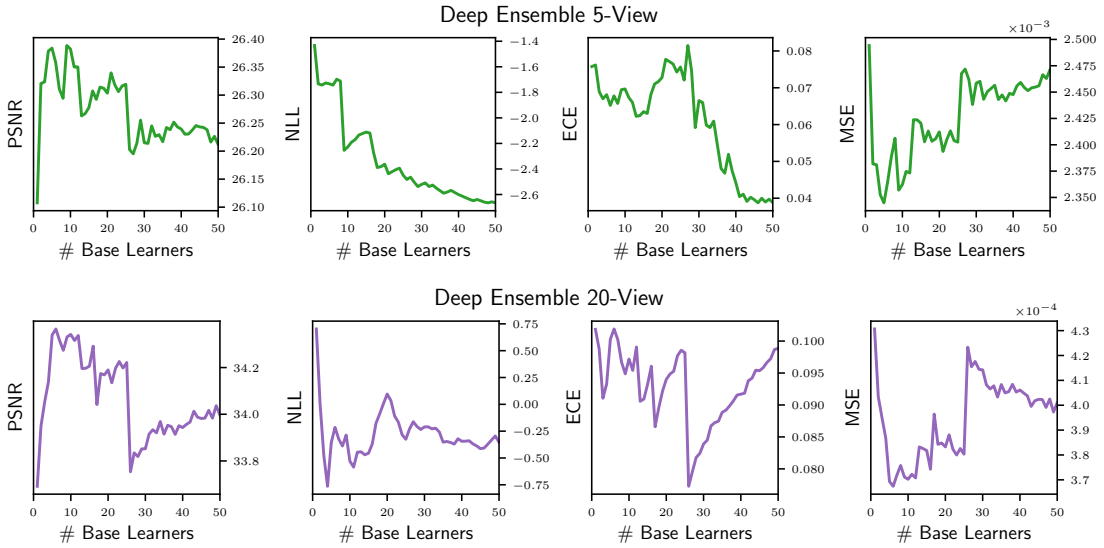 Deep Ensemble 5-View
×10⁻³
PSNR
26.40
26.35
26.30
26.25
26.20
26.15
26.10
0 10 20 30 40 50
# Base Learners
NLL
−1.4
−1.6
−1.8
−2.0
−2.2
−2.4
−2.6
0 10 20 30 40 50
# Base Learners
ECE
0.08
0.07
0.06
0.05
0.04
0 10 20 30 40 50
# Base Learners
MSE
2.500
2.475
2.450
2.425
2.400
2.375
2.350
0 10 20 30 40 50
# Base Learners
Deep Ensemble 20-View
×10⁻⁴
PSNR
34.2
34.0
33.8
0 10 20 30 40 50
# Base Learners
NLL
0.75
0.50
0.25
0.00
−0.25
−0.50
−0.75
0 10 20 30 40 50
# Base Learners
ECE
0.100
0.095
0.090
0.085
0.080
0 10 20 30 40 50
# Base Learners
MSE
4.3
4.2
4.1
4.0
3.9
3.8
3.7
0 10 20 30 40 50
# Base Learners